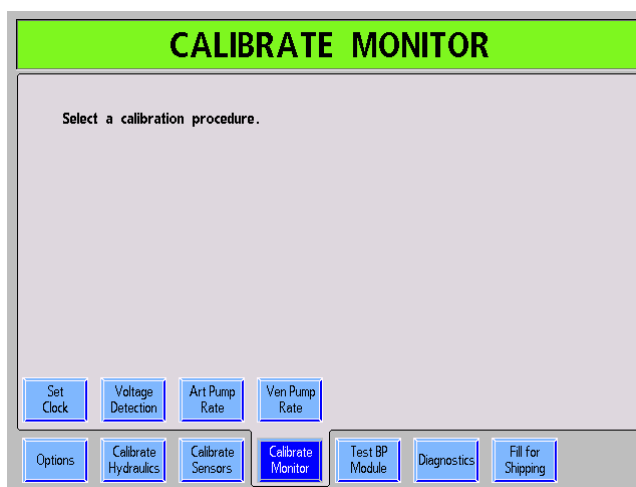 CALIBRATE MONITOR
Select a calibration procedure.
Set
Clock
Voltage
Detection
Art Pump
Rate
Ven Pump
Rate
Options
Calibrate
Hydraulics
Calibrate
Sensors
Calibrate
Monitor
Test BP
Module
Diagnostics
Fill for
Shipping